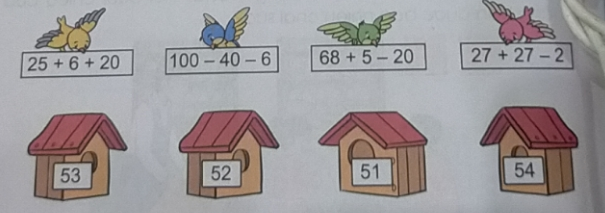 25 + 6 + 20
100 – 40 – 6
68 + 5 – 20
27 + 27 – 2
53
52
51
54